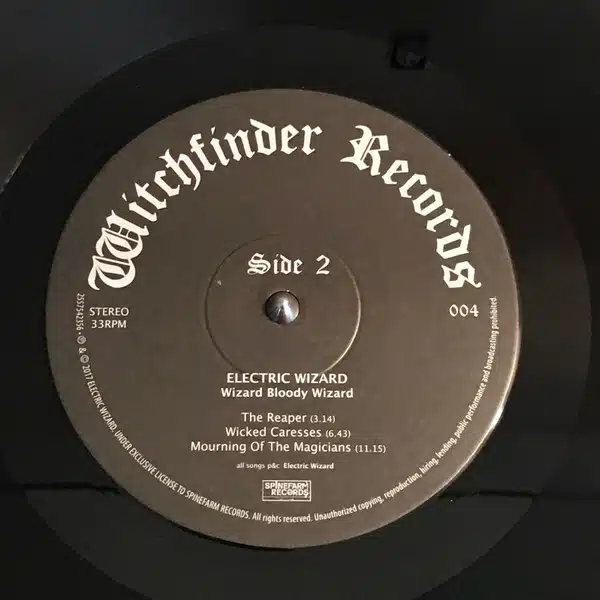 Witchfinder Records
Side 2
STEREO
33RPM
004
ELECTRIC WIZARD
Wizard Bloody Wizard
The Reaper (3.14)
Wicked Caresses (6.43)
Mourning Of The Magicians (11.15)
all songs p&c Electric Wizard
SPINEFARM
RECORDS
2557542356 - ℗ & © 2017 ELECTRIC WIZARD. UNDER EXCLUSIVE LICENSE TO SPINEFARM RECORDS. All rights reserved. Unauthorized copying, reproduction, hiring, lending, public performance and broadcasting prohibited.